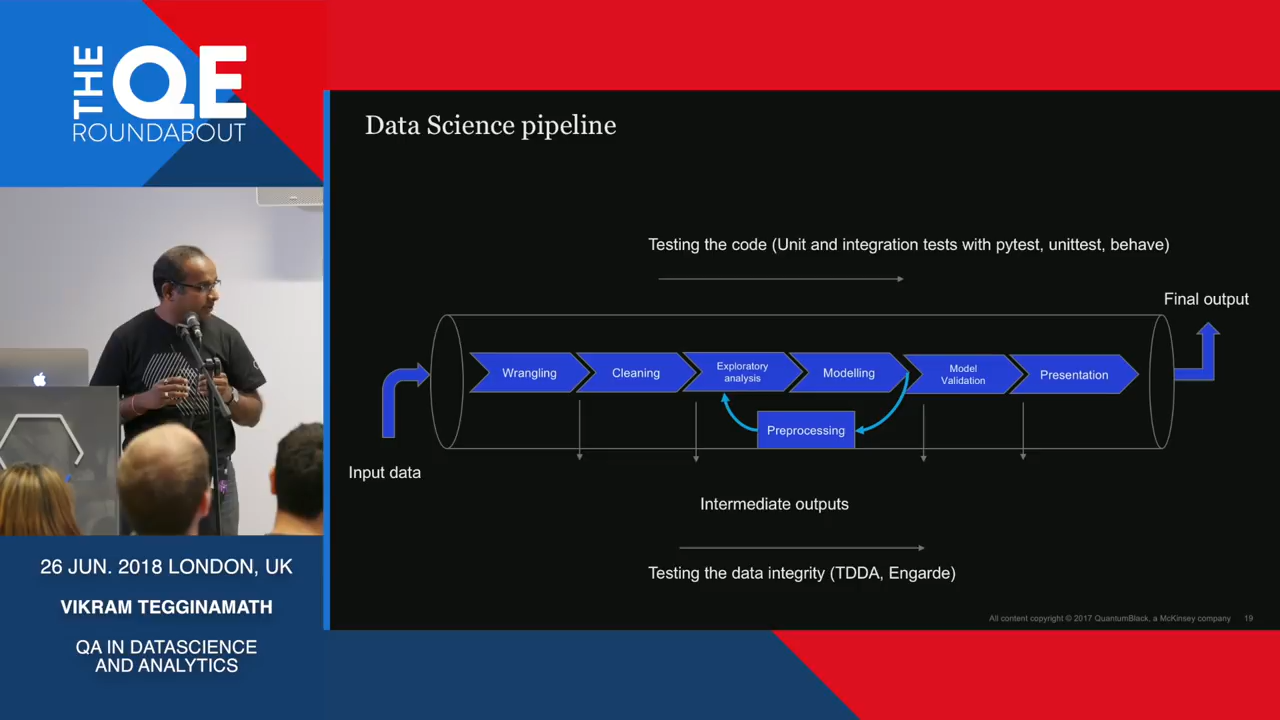 THE QE
ROUNDABOUT
26 JUN. 2018 LONDON, UK
VIKRAM TEGGINAMATH
QA IN DATASCIENCE
AND ANALYTICS
Data Science pipeline
Testing the code (Unit and integration tests with pytest, unittest, behave)
Final output
Wrangling
Cleaning
Exploratory
analysis
Modelling
Model
Validation
Presentation
Preprocessing
Input data
Intermediate outputs
Testing the data integrity (TDDA, Engarde)
All content copyright © 2017 QuantumBlack, a McKinsey company 19